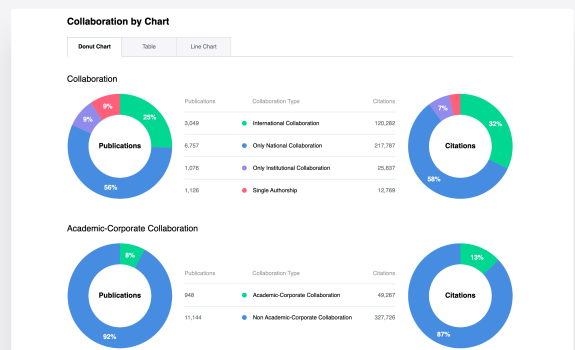 Collaboration by Chart
Donut Chart Table Line Chart
Collaboration
Publications Collaboration Type Citations
3,049 International Collaboration 120,282
6,757 Only National Collaboration 217,787
1,076 Only Institutional Collaboration 25,837
1,126 Single Authorship 12,769
9% 25% 9% 56% Publications
7% 32% 58% Citations
Academic-Corporate Collaboration
Publications Collaboration Type Citations
948 Academic-Corporate Collaboration 49,267
11,144 Non Academic-Corporate Collaboration 327,726
8% 92% Publications
13% 87% Citations